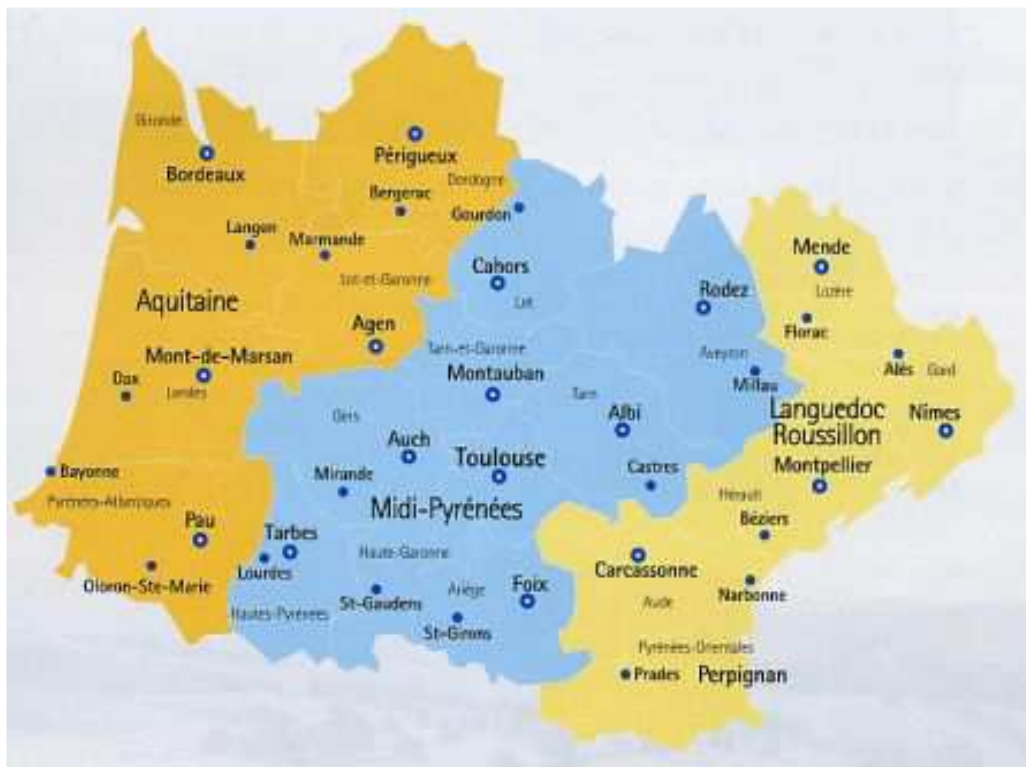 Gironde
Bordeaux
Périgueux
Dordogne
Bergerac
Gourdon
Langon
Marmande
Lot-et-Garonne
Aquitaine
Agen
Mont-de-Marsan
Dax
Landes
Bayonne
Pyrénées-Atlantiques
Pau
Oloron-Ste-Marie
Cahors
Lot
Rodez
Aveyron
Millau
Tarn-et-Garonne
Montauban
Tarn
Albi
Gers
Auch
Toulouse
Castres
Mirande
Midi-Pyrénées
Tarbes
Lourdes
Haute-Garonne
Hautes-Pyrénées
St-Gaudens
Ariège
Foix
St-Girons
Mende
Lozère
Florac
Alès
Gard
Languedoc
Roussillon
Nimes
Montpellier
Hérault
Béziers
Carcassonne
Narbonne
Aude
Pyrénées-Orientales
Prades
Perpignan